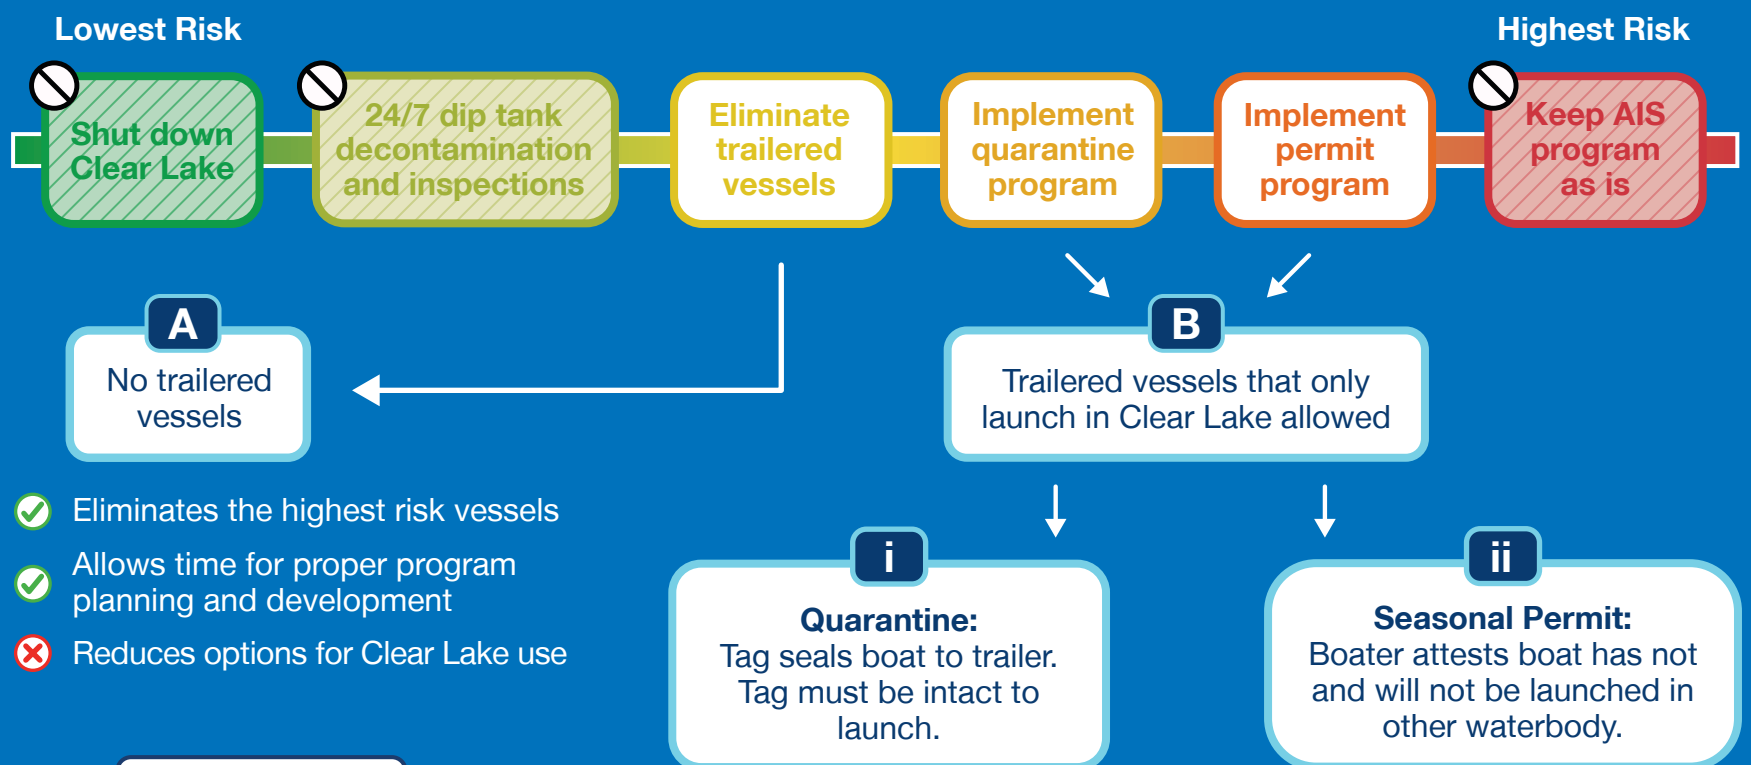 Lowest Risk
Highest Risk
Shut down
Clear Lake
24/7 dip tank
decontamination
and inspections
Eliminate
trailered
vessels
Implement
quarantine
program
Implement
permit
program
Keep AIS
program
as is
A
No trailered
vessels
B
Trailered vessels that only
launch in Clear Lake allowed
Eliminates the highest risk vessels
Allows time for proper program
planning and development
Reduces options for Clear Lake use
i
Quarantine:
Tag seals boat to trailer.
Tag must be intact to
launch.
ii
Seasonal Permit:
Boater attests boat has not
and will not be launched in
other waterbody.